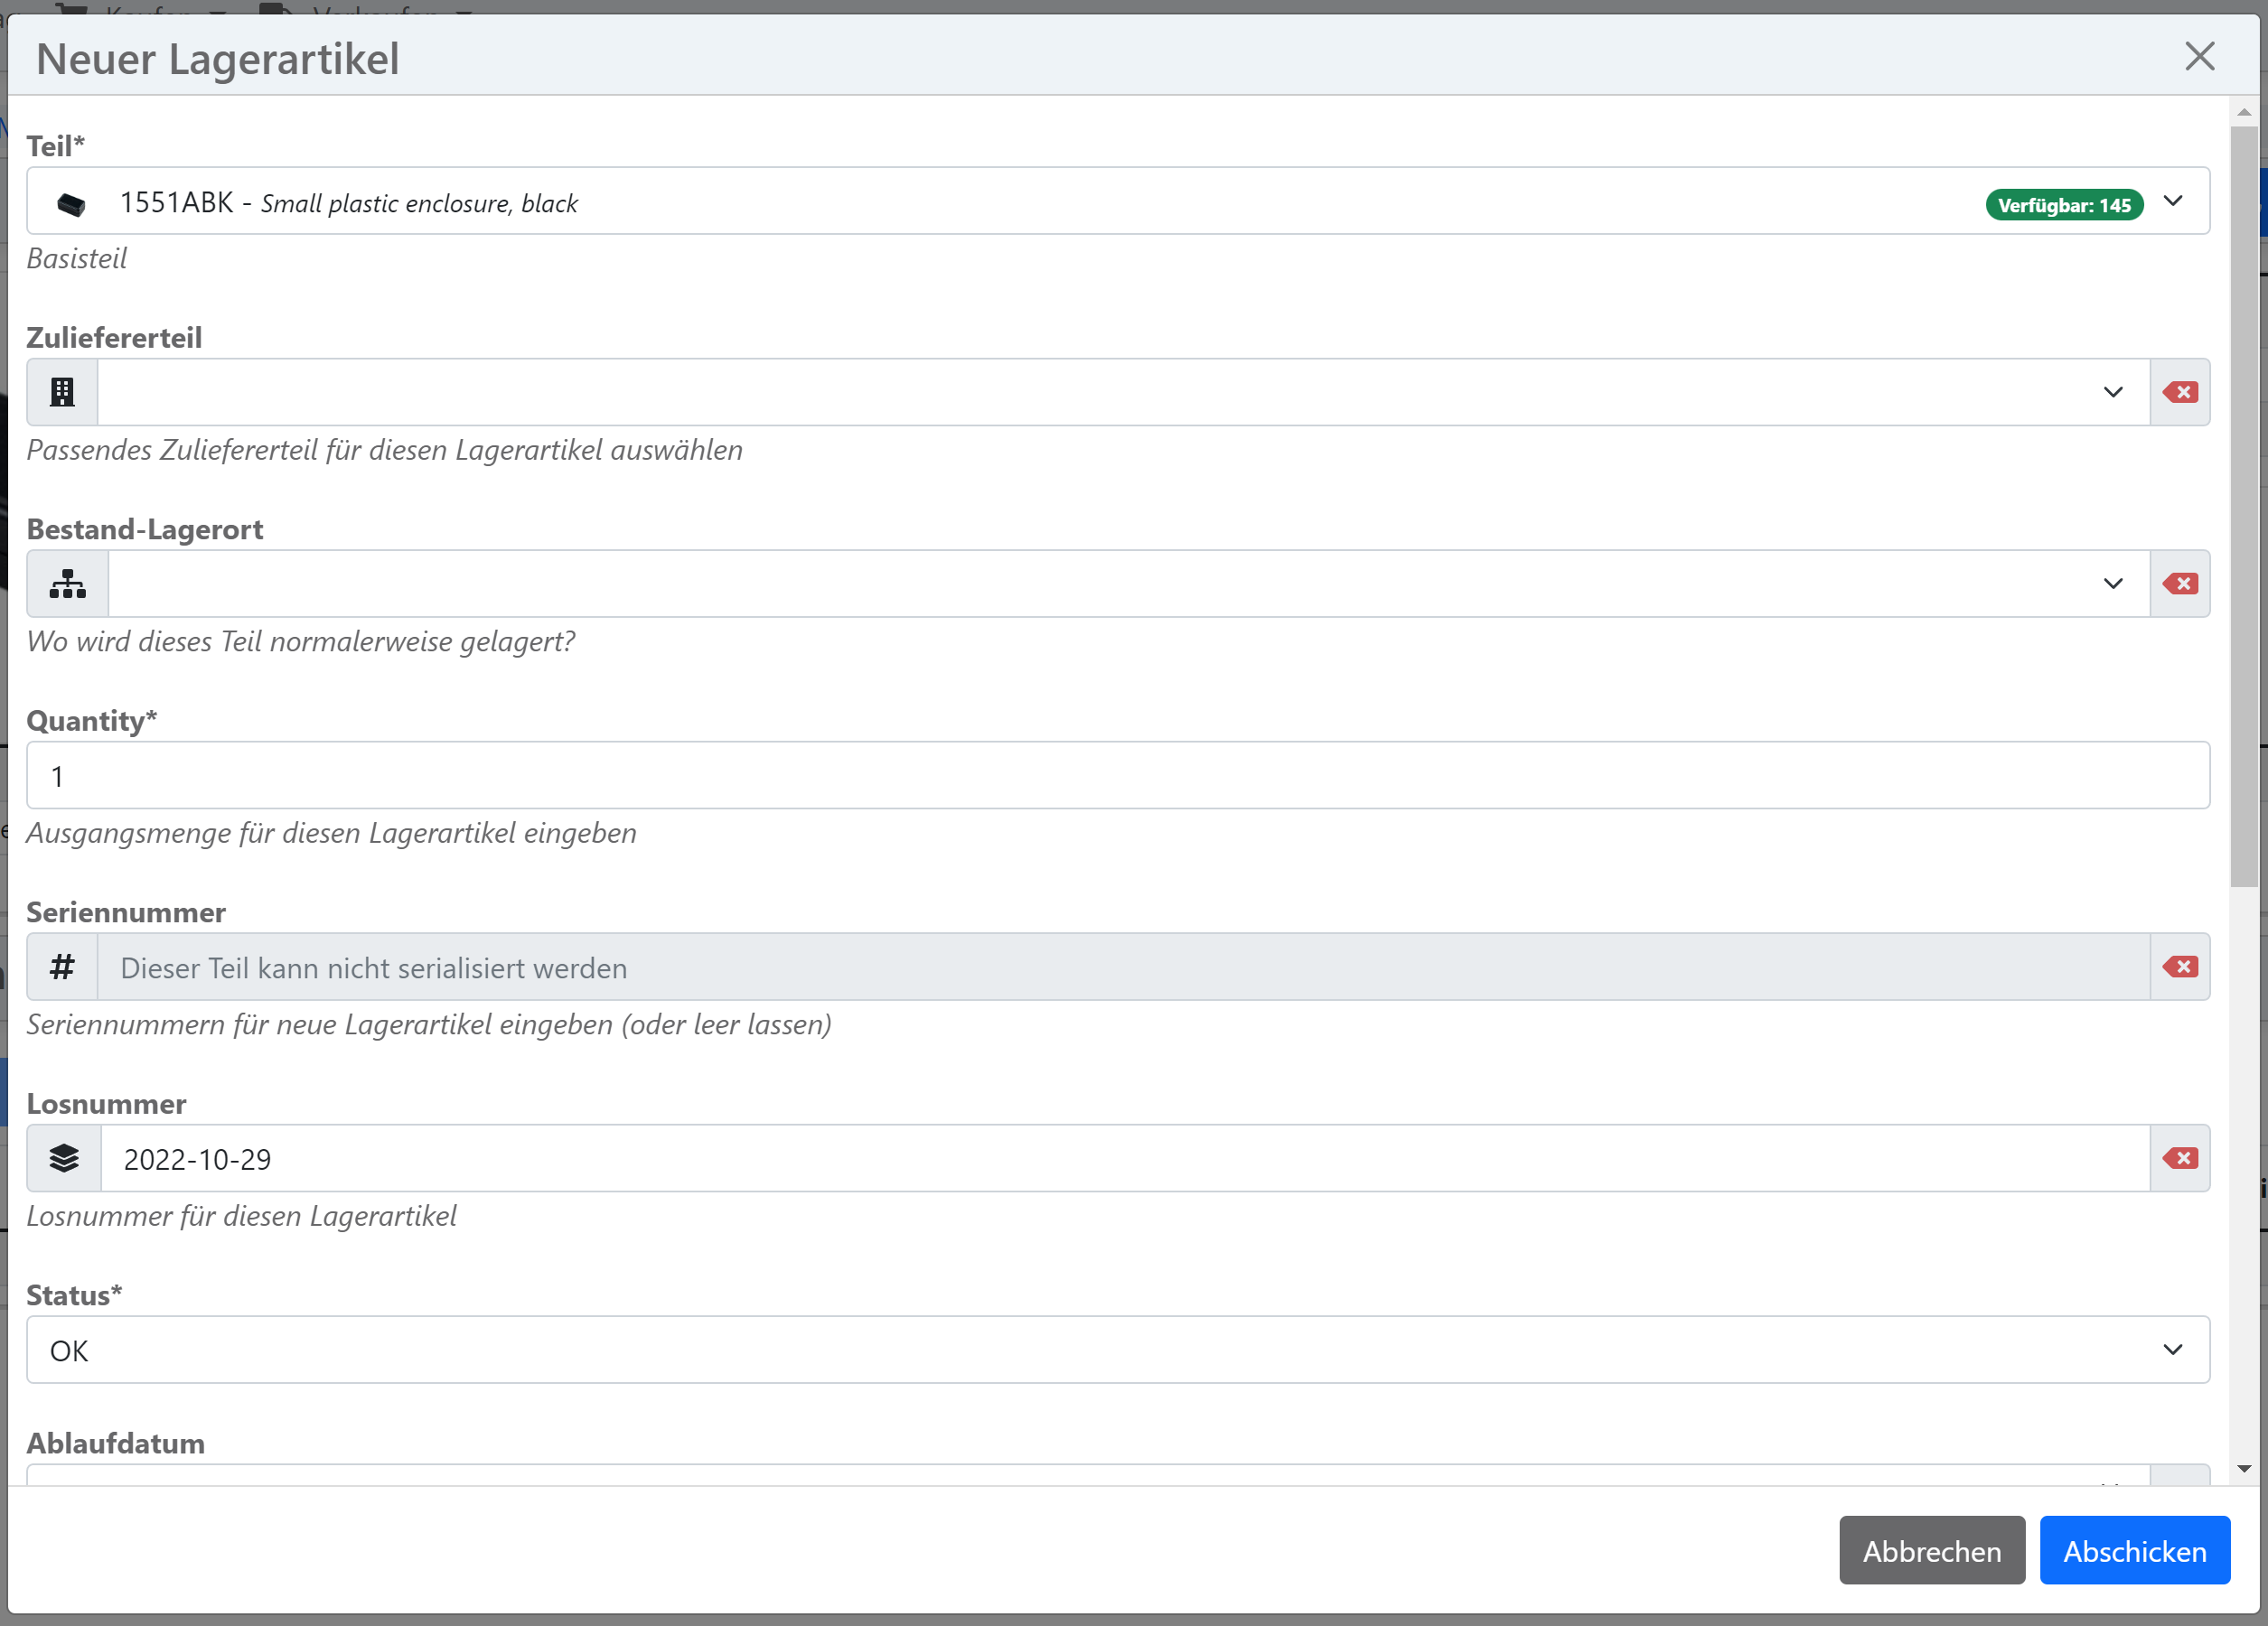 Kaufen Verkaufen
Neuer Lagerartikel
Teil*
1551ABK - Small plastic enclosure, black
Verfügbar: 145
Basisteil
Zuliefererteil
Passendes Zuliefererteil für diesen Lagerartikel auswählen
Bestand-Lagerort
Wo wird dieses Teil normalerweise gelagert?
Quantity*
1
Ausgangsmenge für diesen Lagerartikel eingeben
Seriennummer
# Dieser Teil kann nicht serialisiert werden
Seriennummern für neue Lagerartikel eingeben (oder leer lassen)
Losnummer
2022-10-29
Losnummer für diesen Lagerartikel
Status*
OK
Ablaufdatum
Abbrechen
Abschicken